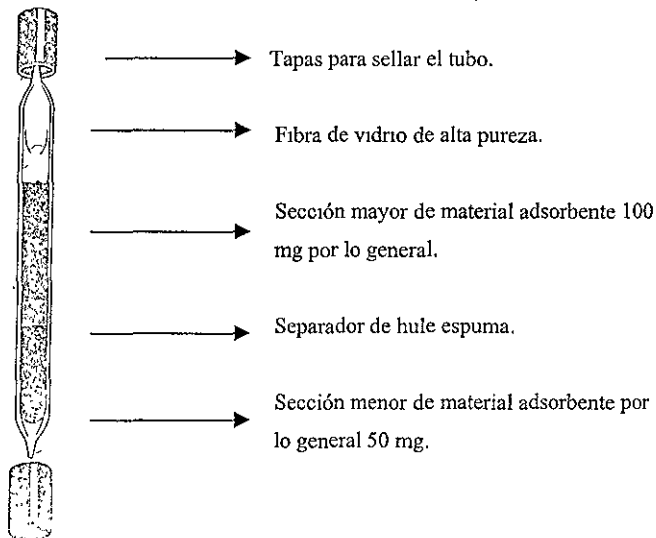 Tapas para sellar el tubo.
Fibra de vidrio de alta pureza.
Sección mayor de material adsorbente 100
mg por lo general.
Separador de hule espuma.
Sección menor de material adsorbente por
lo general 50 mg.